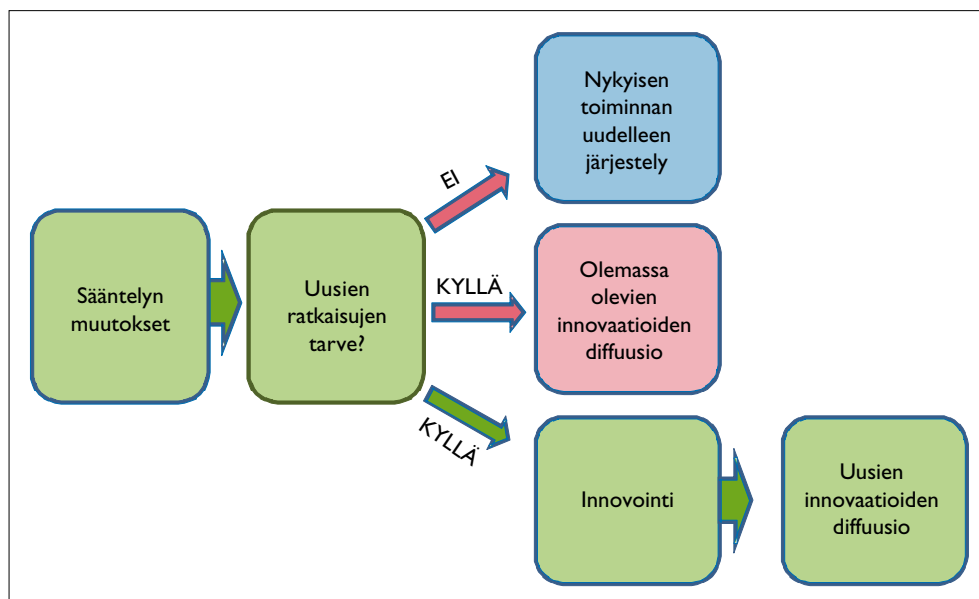 Nykyisen
toiminnan
uudelleen
järjestely
EI
Sääntelyn
muutokset
Uusien
ratkaisujen
tarve?
KYLLÄ
Olemassa
olevien
innovaatioiden
diffuusio
KYLLÄ
Innovointi
Uusien
innovaatioiden
diffuusio